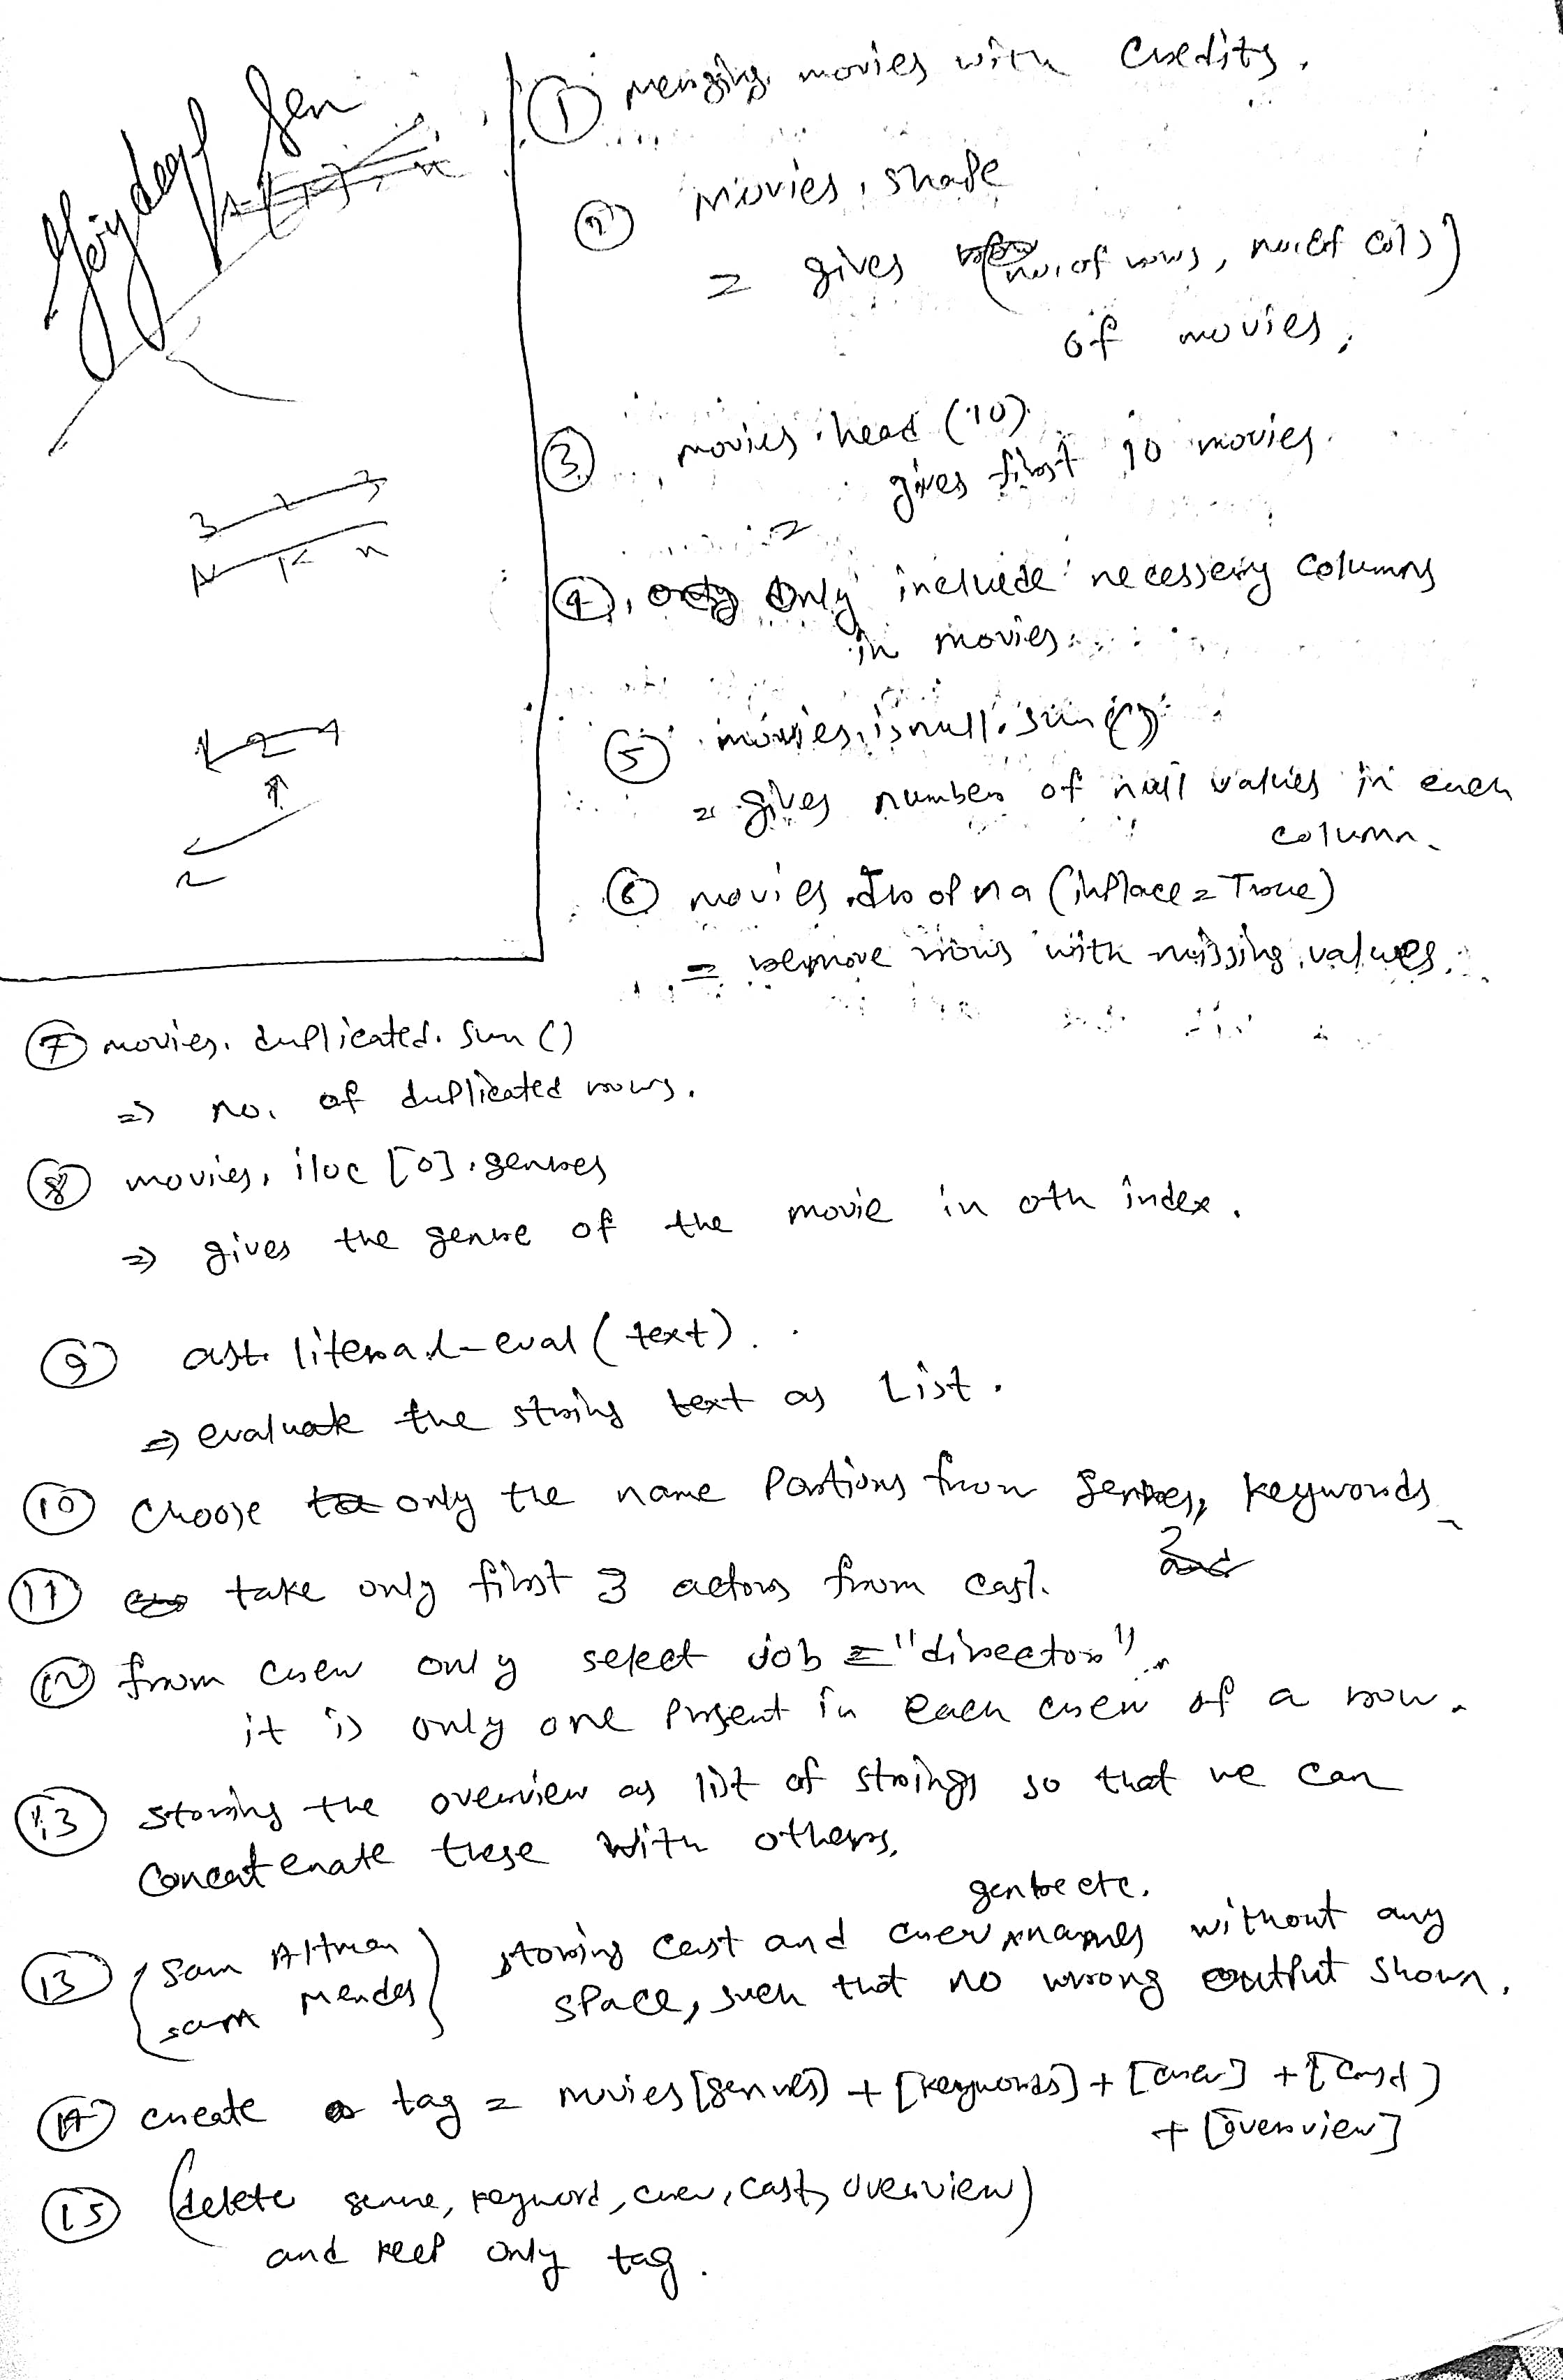 Joydeep Sen
① Merging movies with credits.
② Movies. shape
= gives (no. of rows, no. of cols)
of movies.
③ movies. head (10)
= gives first 10 movies.
④. only Only include necessery columns
in movies.
⑤ movies. isnull. sum ()
= gives number of null values in each
column.
⑥ movies. dropna (inplace = True)
= remove rows with missing values.
⑦ movies. duplicated. sum ()
⇒ no. of duplicated rows.
⑧ movies, iloc [0]. genres
⇒ gives the genre of the movie in 0th index.
⑨ ast. literal-eval (text).
⇒ evaluate the string text as List.
⑩ choose only the name Portions from genres, keywords
and
⑪ take only first 3 actors from cast.
⑫ from crew only select job = "director".
it is only one present in each crew of a row.
13 storing the overview as list of strings so that we can
Concatenate these with others.
genre etc.
13 { Sam Altman } storing cast and crew names without any
{ sam Mendes } space, such that no wrong output shown.
14 create a tag = movies [genres] + [keywords] + [crew] + [cast]
+ [overview]
15 (delete genre, keyword, crew, cast, overview)
and keep only tag.